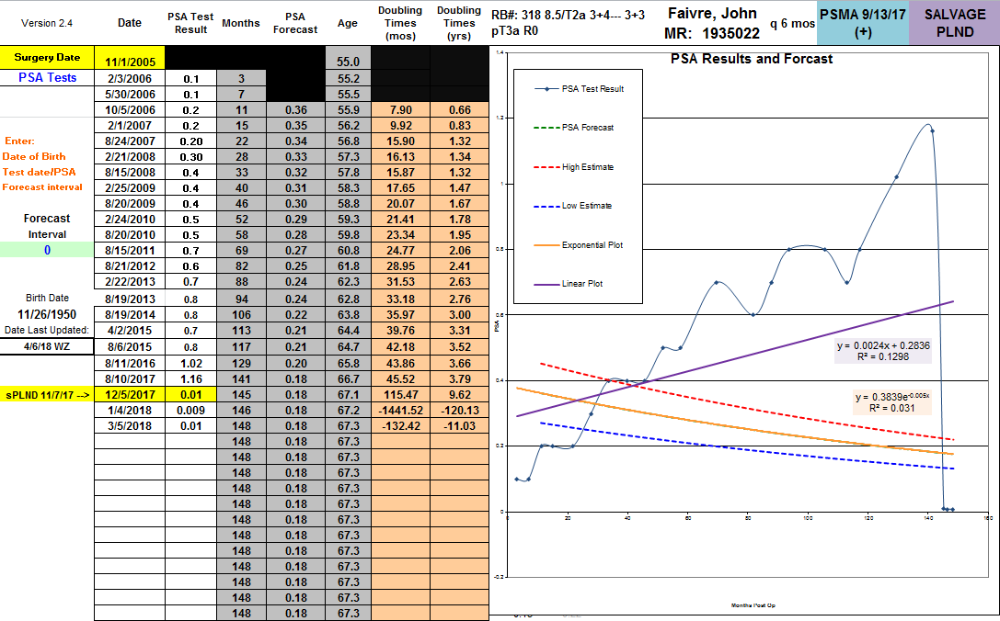 Version 2.4 Date PSA Test Result Months PSA Forecast Age Doubling Times (mos) Doubling Times (yrs)
RB#: 318 8.5/T2a 3+4--- 3+3
pT3a R0
Faivre, John
MR: 1935022
q 6 mos
PSMA 9/13/17
(+)
SALVAGE
PLND
Surgery Date 11/1/2005 55.0
PSA Tests 2/3/2006 0.1 3 55.2
5/30/2006 0.1 7 55.5
10/5/2006 0.2 11 0.36 55.9 7.90 0.66
2/1/2007 0.2 15 0.35 56.2 9.92 0.83
Enter: 8/24/2007 0.20 22 0.34 56.8 15.90 1.32
Date of Birth 2/21/2008 0.30 28 0.33 57.3 16.13 1.34
Test date/PSA 8/15/2008 0.4 33 0.32 57.8 15.87 1.32
Forecast interval 2/25/2009 0.4 40 0.31 58.3 17.65 1.47
8/20/2009 0.4 46 0.30 58.8 20.07 1.67
Forecast 2/24/2010 0.5 52 0.29 59.3 21.41 1.78
Interval 8/20/2010 0.5 58 0.28 59.8 23.34 1.95
0 8/15/2011 0.7 69 0.27 60.8 24.77 2.06
8/21/2012 0.6 82 0.25 61.8 28.95 2.41
2/22/2013 0.7 88 0.24 62.3 31.53 2.63
Birth Date 8/19/2013 0.8 94 0.24 62.8 33.18 2.76
11/26/1950 8/19/2014 0.8 106 0.22 63.8 35.97 3.00
Date Last Updated: 4/2/2015 0.7 113 0.21 64.4 39.76 3.31
4/6/18 WZ 8/6/2015 0.8 117 0.21 64.7 42.18 3.52
8/11/2016 1.02 129 0.20 65.8 43.86 3.66
8/10/2017 1.16 141 0.18 66.7 45.52 3.79
sPLND 11/7/17 --> 12/5/2017 0.01 145 0.18 67.1 115.47 9.62
1/4/2018 0.009 146 0.18 67.2 -1441.52 -120.13
3/5/2018 0.01 148 0.18 67.3 -132.42 -11.03
148 0.18 67.3
148 0.18 67.3
148 0.18 67.3
148 0.18 67.3
148 0.18 67.3
148 0.18 67.3
148 0.18 67.3
148 0.18 67.3
148 0.18 67.3
148 0.18 67.3
148 0.18 67.3
148 0.18 67.3
PSA Results and Forcast
PSA Test Result
PSA Forecast
High Estimate
Low Estimate
Exponential Plot
Linear Plot
1.4
1.2
1
0.8
0.6
0.4
0.2
0
-0.2
PSA
y = 0.0024x + 0.2836
R² = 0.1298
y = 0.3839e-0.005x
R² = 0.031
0 20 40 60 80 100 120 140 160
Months Post Op